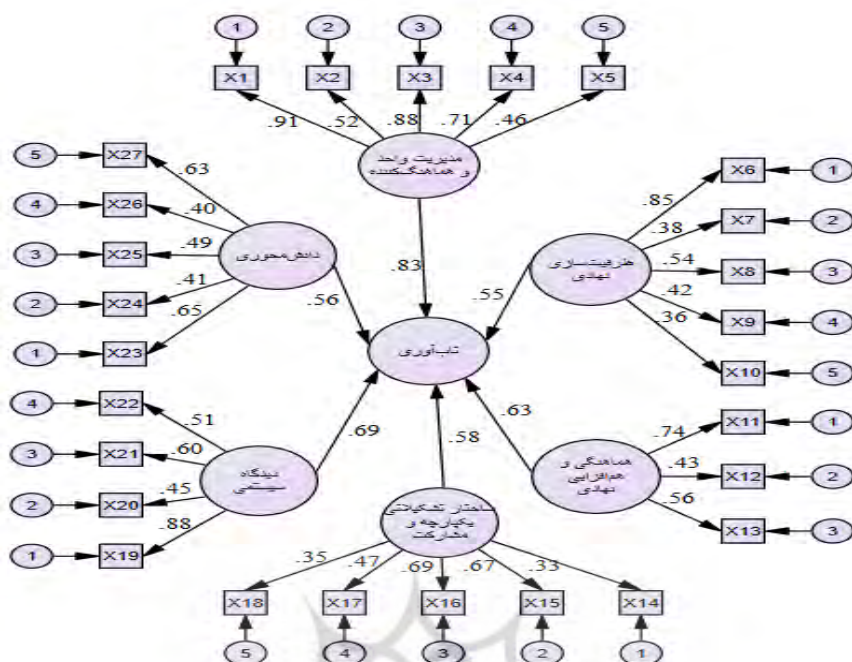 1 2 3 4 5
X1 X2 X3 X4 X5
.91 .52 .88 .71 .46
مدیریت واحد
و هماهنگ‌کننده
.83
5 X27 .63
4 X26 .40
3 X25 .49
2 X24 .41
1 X23 .65
دانش‌محوری
.56
X6 1 .85
X7 2 .38
X8 3 .54
X9 4 .42
X10 5 .36
ظرفیت‌سازی
نهادی
.55
تاب‌آوری
4 X22 .51
3 X21 .60
2 X20 .45
1 X19 .88
دیدگاه
سیستمی
.69
.58
.63
X11 1 .74
X12 2 .43
X13 3 .56
هماهنگی و
هم‌افزایی
نهادی
ساختار تشکیلاتی
یکپارچه و
مشارکت
.35 .47 .69 .67 .33
X18 X17 X16 X15 X14
5 4 3 2 1